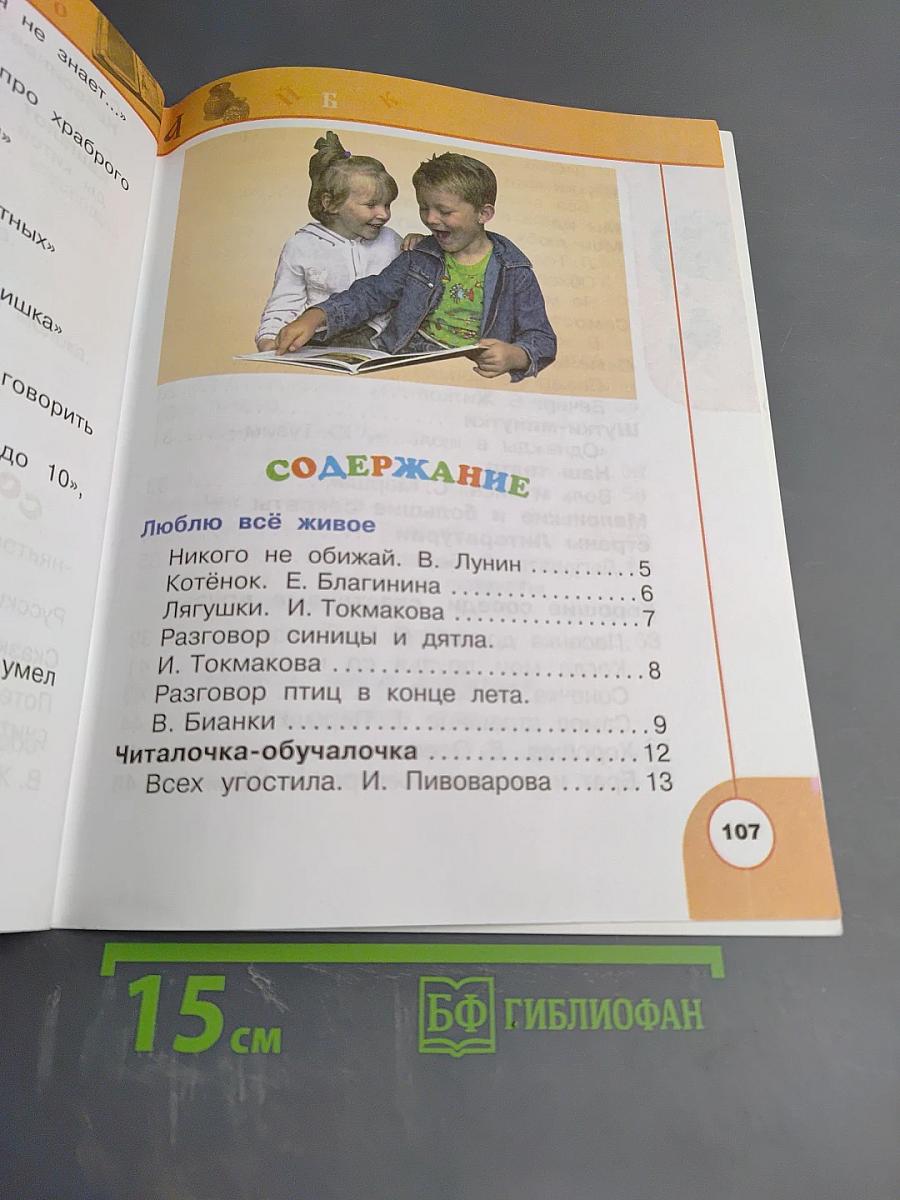 не знает..."
про храброго
»
тных»
ишка»
говорить
до 10»,
умел
А Й Б К
СОДЕРЖАНИЕ
Люблю всё живое
Никого не обижай. В. Лунин ..........5
Котёнок. Е. Благинина ..................6
Лягушки. И. Токмакова .................7
Разговор синицы и дятла.
И. Токмакова .............................8
Разговор птиц в конце лета.
В. Бианки ..................................9
Читалочка-обучалочка ...................12
Всех угостила. И. Пивоварова .......13
107
15 см
БФ ГИБЛИОФАН